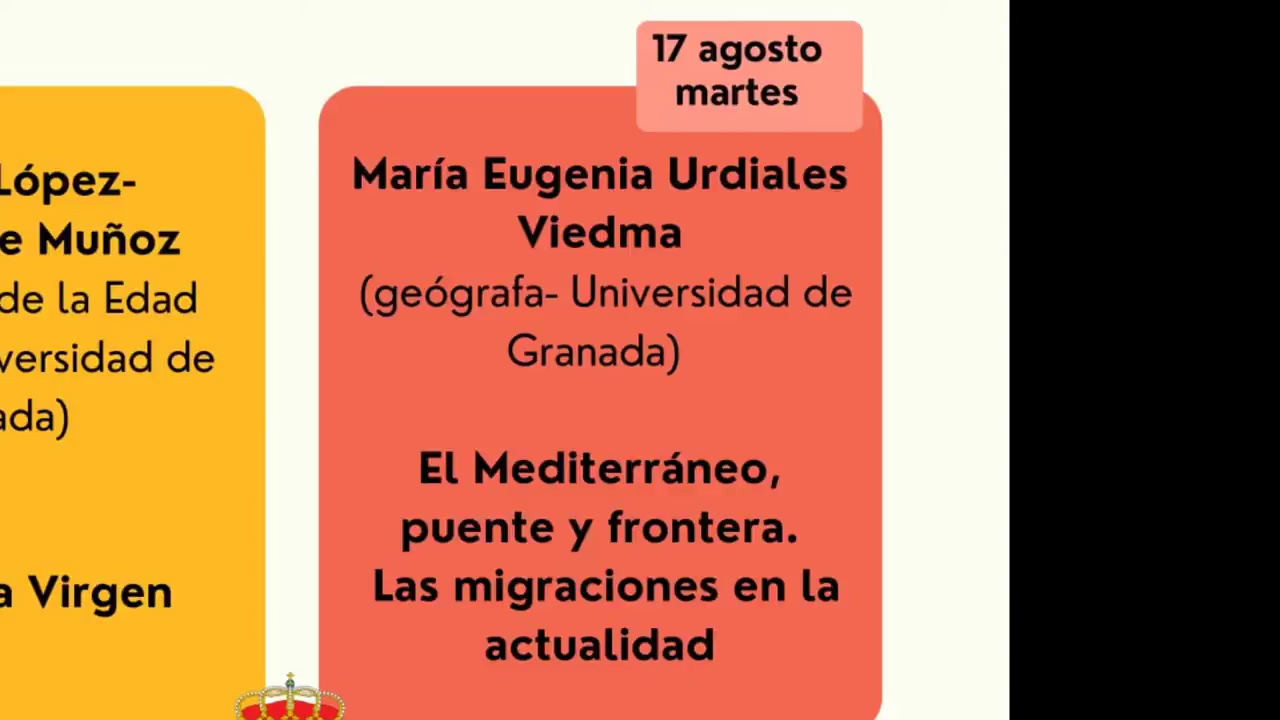 17 agosto
martes
María Eugenia Urdiales
Viedma
(geógrafa- Universidad de
Granada)
El Mediterráneo,
puente y frontera.
Las migraciones en la
actualidad
López-
e Muñoz
de la Edad
versidad de
ada)
a Virgen